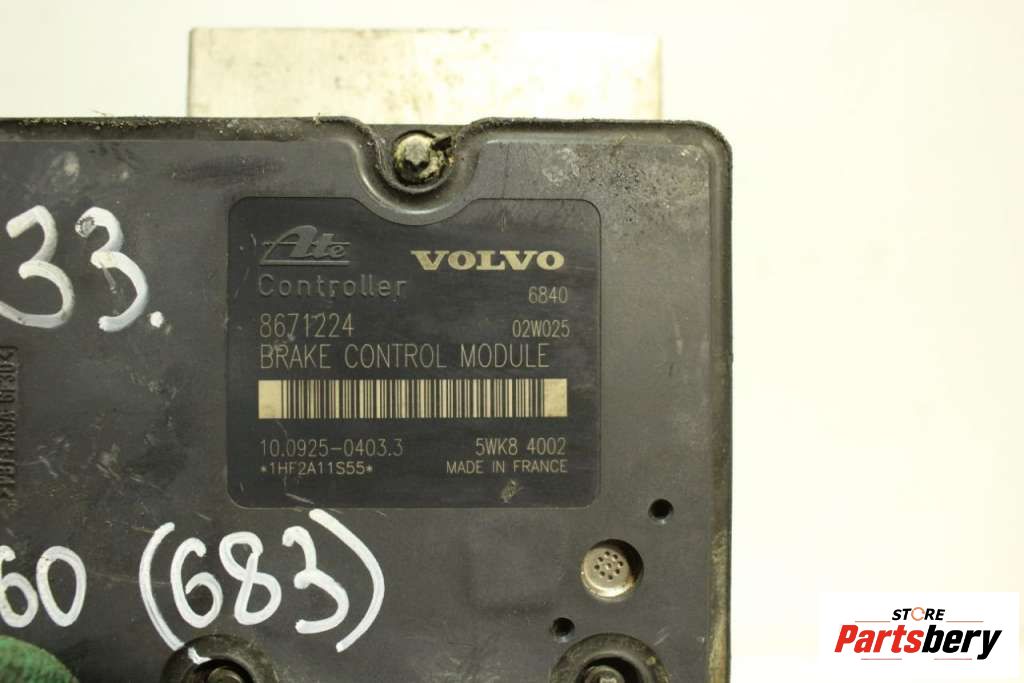 33.
Ate
VOLVO
Controller
6840
8671224
02W025
BRAKE CONTROL MODULE
10.0925-0403.3
5WK8 4002
*1HF2A11S55*
MADE IN FRANCE
60 (683)
STORE
Partsbery